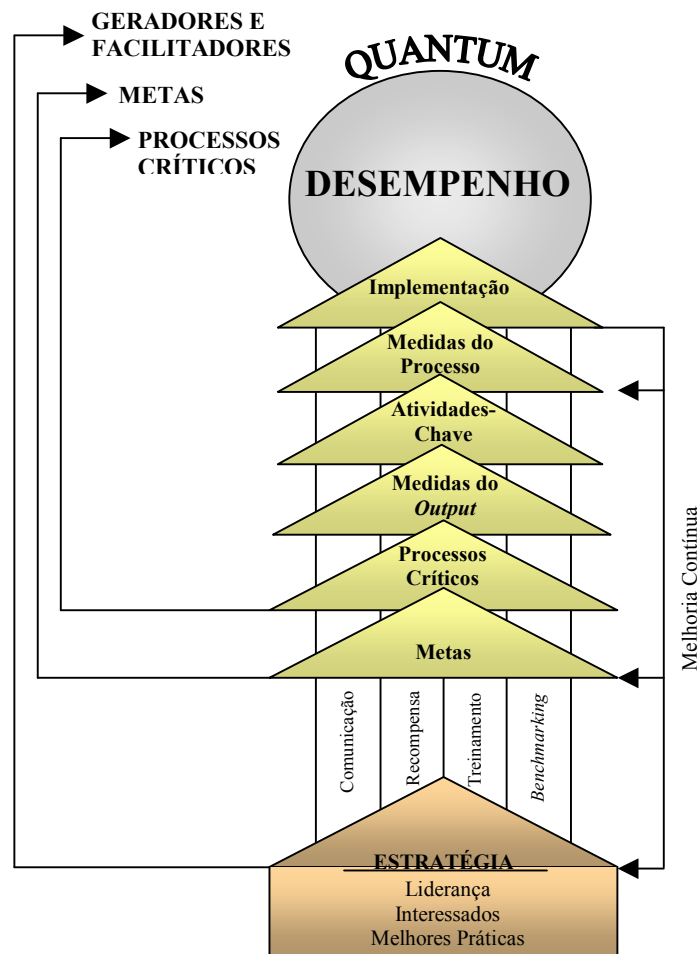 GERADORES E
FACILITADORES
METAS
PROCESSOS
CRÍTICOS
QUANTUM
DESEMPENHO
Implementação
Medidas do
Processo
Atividades-
Chave
Medidas do
Output
Processos
Críticos
Metas
Comunicação
Recompensa
Treinamento
Benchmarking
Melhoria Contínua
ESTRATÉGIA
Liderança
Interessados
Melhores Práticas